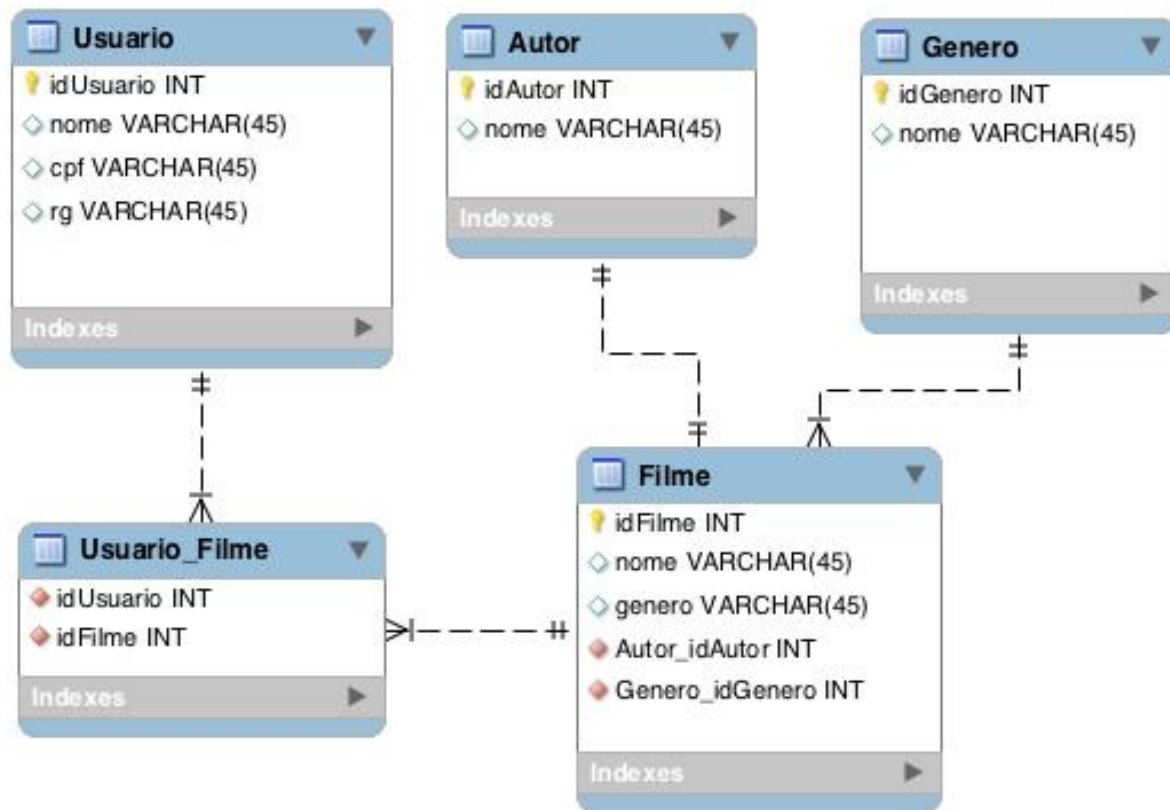 Usuario
idUsuario INT
nome VARCHAR(45)
cpf VARCHAR(45)
rg VARCHAR(45)
Indexes
Autor
idAutor INT
nome VARCHAR(45)
Indexes
Genero
idGenero INT
nome VARCHAR(45)
Indexes
Usuario_Filme
idUsuario INT
idFilme INT
Indexes
Filme
idFilme INT
nome VARCHAR(45)
genero VARCHAR(45)
Autor_idAutor INT
Genero_idGenero INT
Indexes